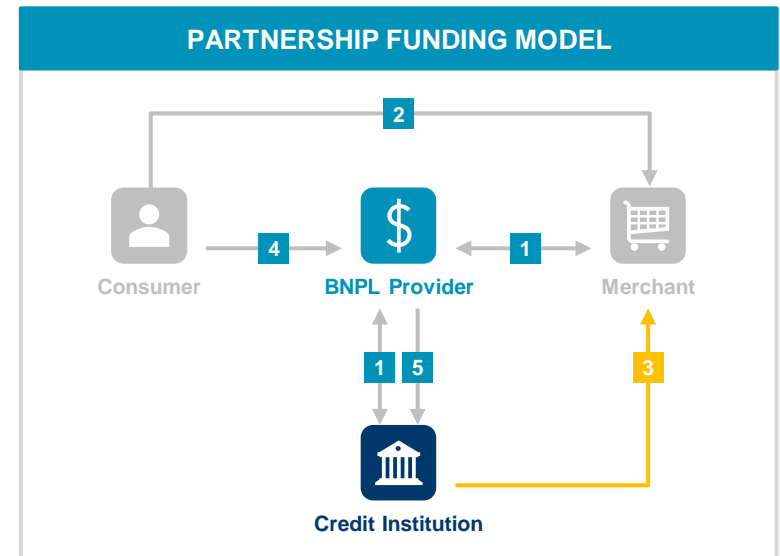 PARTNERSHIP FUNDING MODEL
2
$
4
1
Consumer
BNPL Provider
Merchant
1
5
3
Credit Institution